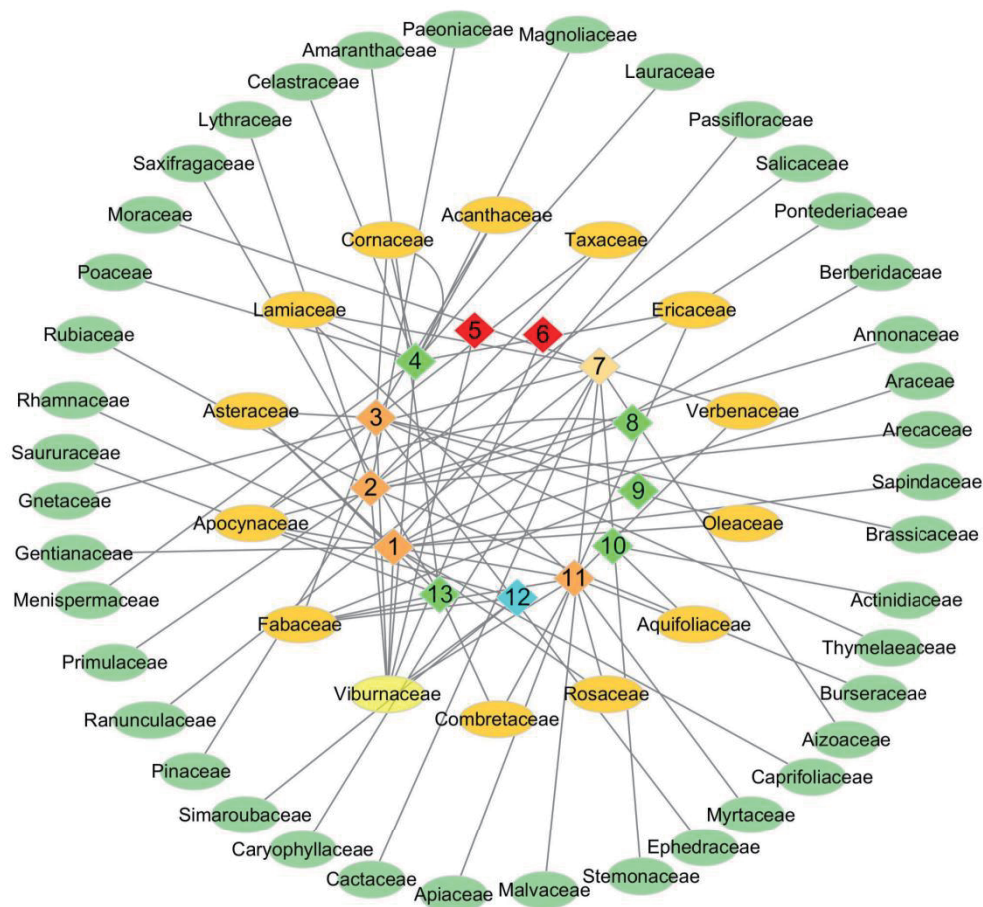 Paeoniaceae
Magnoliaceae
Amaranthaceae
Lauraceae
Celastraceae
Passifloraceae
Lythraceae
Salicaceae
Saxifragaceae
Pontederiaceae
Moraceae
Acanthaceae
Cornaceae
Taxaceae
Poaceae
Berberidaceae
Lamiaceae
Ericaceae
Rubiaceae
5
6
Annonaceae
4
7
Rhamnaceae
Araceae
Asteraceae
3
8
Verbenaceae
Saururaceae
Arecaceae
Gnetaceae
2
9
Sapindaceae
Apocynaceae
Oleaceae
Brassicaceae
Gentianaceae
1
10
Menispermaceae
13
12
11
Actinidiaceae
Fabaceae
Aquifoliaceae
Thymelaeaceae
Primulaceae
Viburnaceae
Rosaceae
Burseraceae
Ranunculaceae
Combretaceae
Aizoaceae
Pinaceae
Caprifoliaceae
Simaroubaceae
Myrtaceae
Caryophyllaceae
Ephedraceae
Cactaceae
Stemonaceae
Apiaceae
Malvaceae